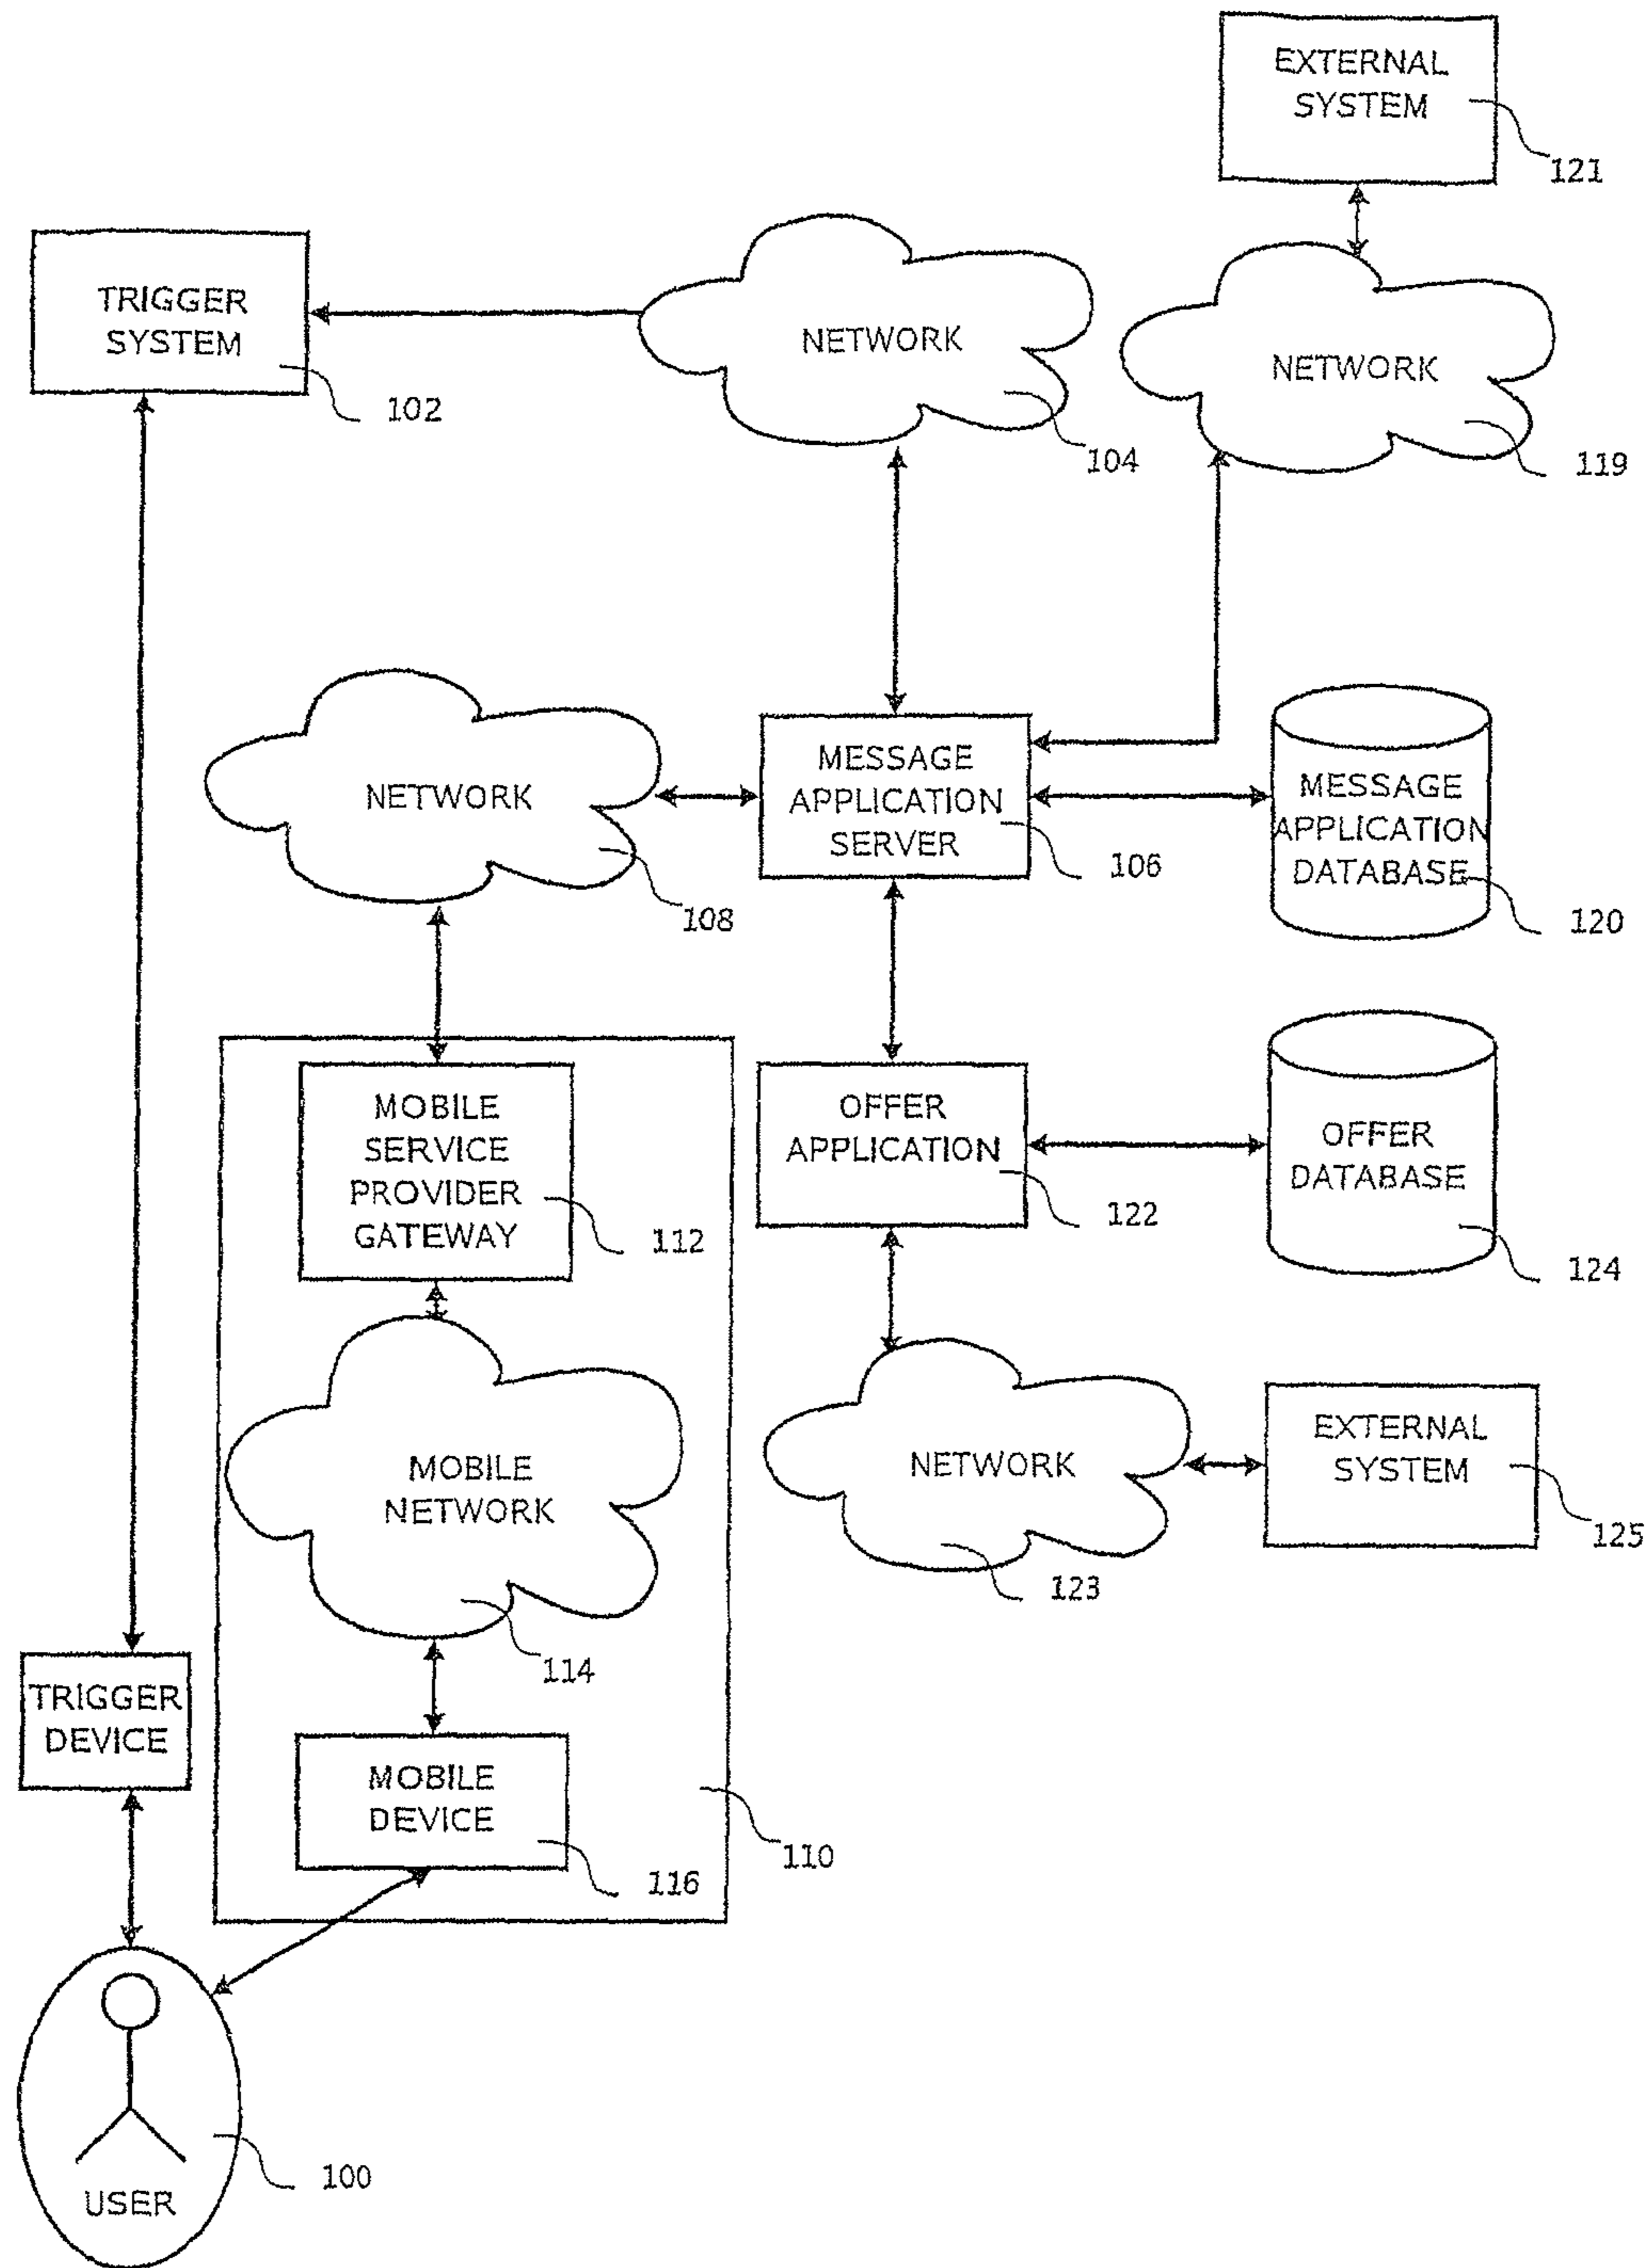 EXTERNAL
SYSTEM
121
TRIGGER
SYSTEM
102
NETWORK
104
NETWORK
119
NETWORK
108
MESSAGE
APPLICATION
SERVER
106
MESSAGE
APPLICATION
DATABASE
120
MOBILE
SERVICE
PROVIDER
GATEWAY
112
OFFER
APPLICATION
122
OFFER
DATABASE
124
MOBILE
NETWORK
114
NETWORK
123
EXTERNAL
SYSTEM
125
TRIGGER
DEVICE
MOBILE
DEVICE
116
110
USER
100